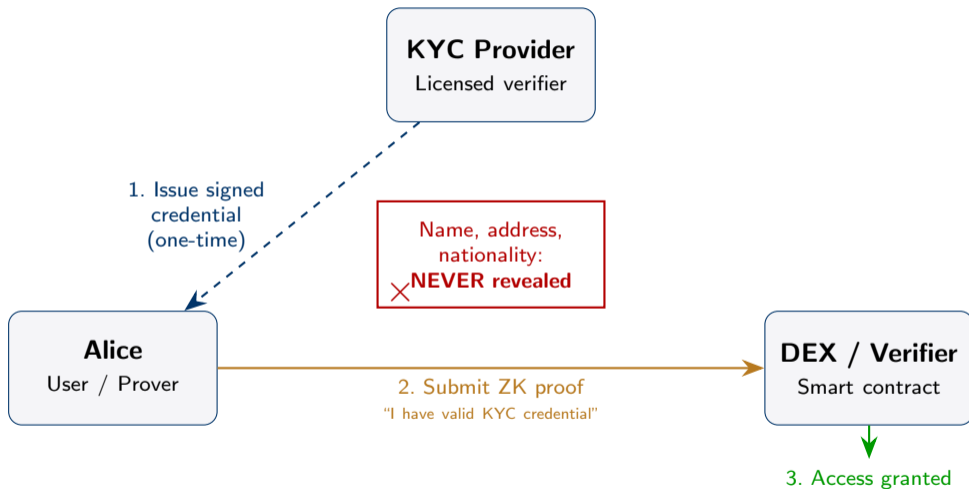 KYC Provider
Licensed verifier
1. Issue signed
credential
(one-time)
Name, address,
nationality:
NEVER revealed
Alice
User / Prover
2. Submit ZK proof
“I have valid KYC credential”
DEX / Verifier
Smart contract
3. Access granted